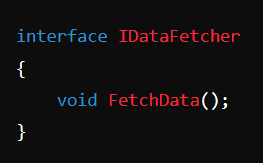 interface IDataFetcher
{
    void FetchData();
}